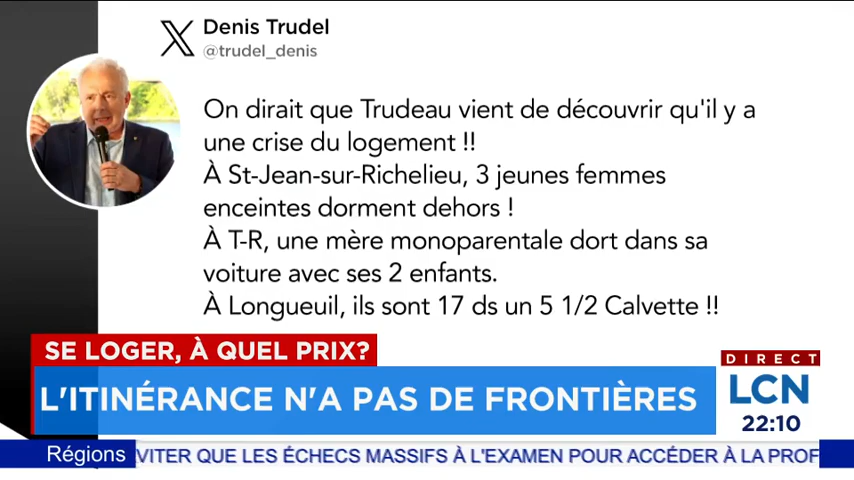 Denis Trudel
@trudel_denis
On dirait que Trudeau vient de découvrir qu'il y a
une crise du logement !!
À St-Jean-sur-Richelieu, 3 jeunes femmes
enceintes dorment dehors !
À T-R, une mère monoparentale dort dans sa
voiture avec ses 2 enfants.
À Longueuil, ils sont 17 ds un 5 1/2 Calvette !!
SE LOGER, À QUEL PRIX?
L'ITINÉRANCE N'A PAS DE FRONTIÈRES
DIRECT
LCN
22:10
Régions
VITER QUE LES ÉCHECS MASSIFS À L'EXAMEN POUR ACCÉDER À LA PROF